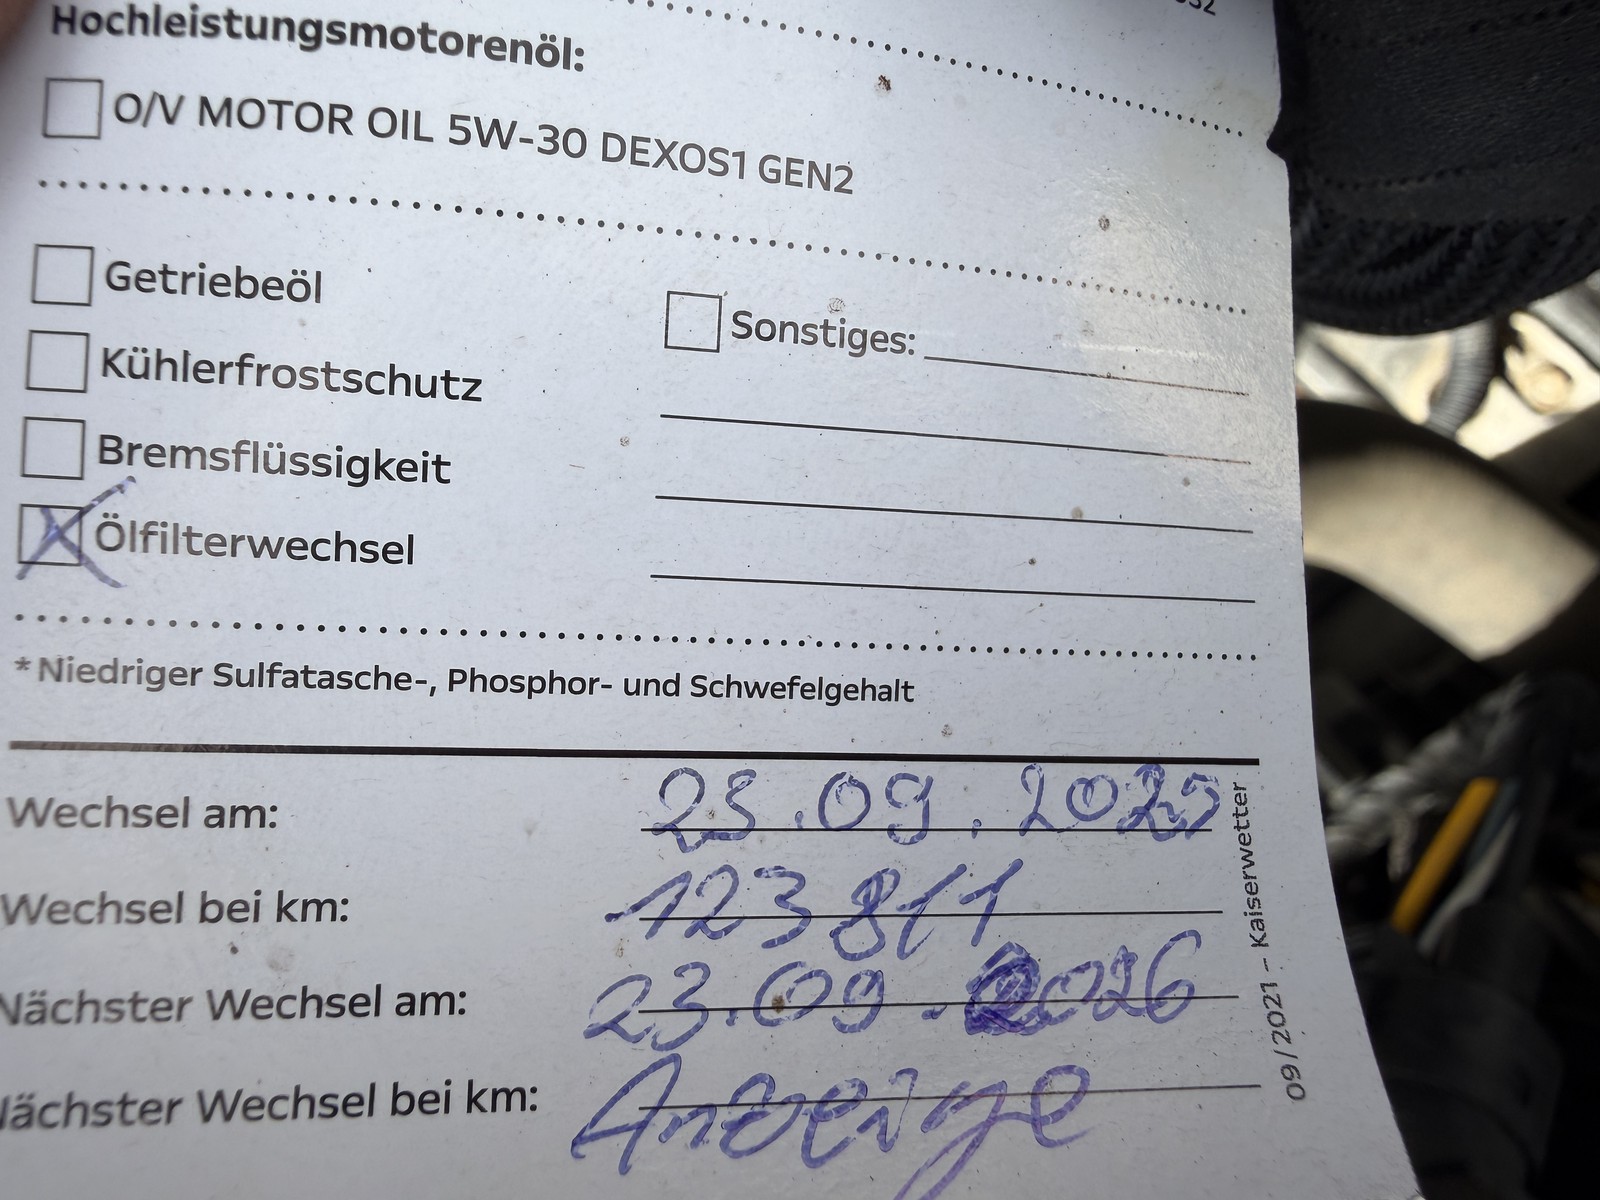 Hochleistungsmotorenöl:
O/V MOTOR OIL 5W-30 DEXOS1 GEN2
Getriebeöl
Sonstiges:
Kühlerfrostschutz
Bremsflüssigkeit
Ölfilterwechsel
*Niedriger Sulfatasche-, Phosphor- und Schwefelgehalt
Wechsel am: 23.09.2025
Wechsel bei km: 123811
Nächster Wechsel am: 23.09.2026
Nächster Wechsel bei km: Anzeige
09/2021 – Kaiserwetter